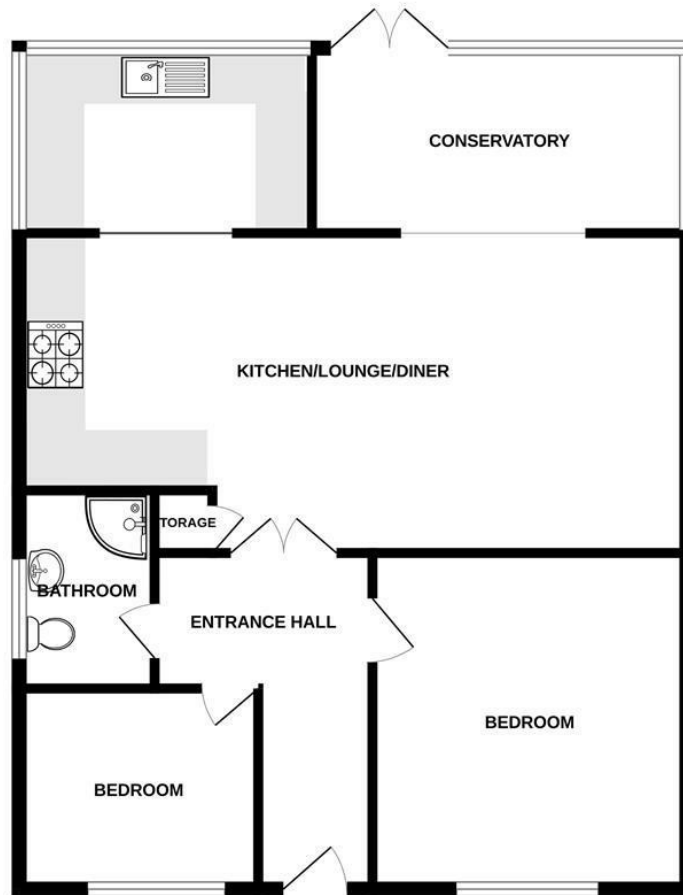 CONSERVATORY
KITCHEN/LOUNGE/DINER
TORAGE
BATHROOM
ENTRANCE HALL
BEDROOM
BEDROOM